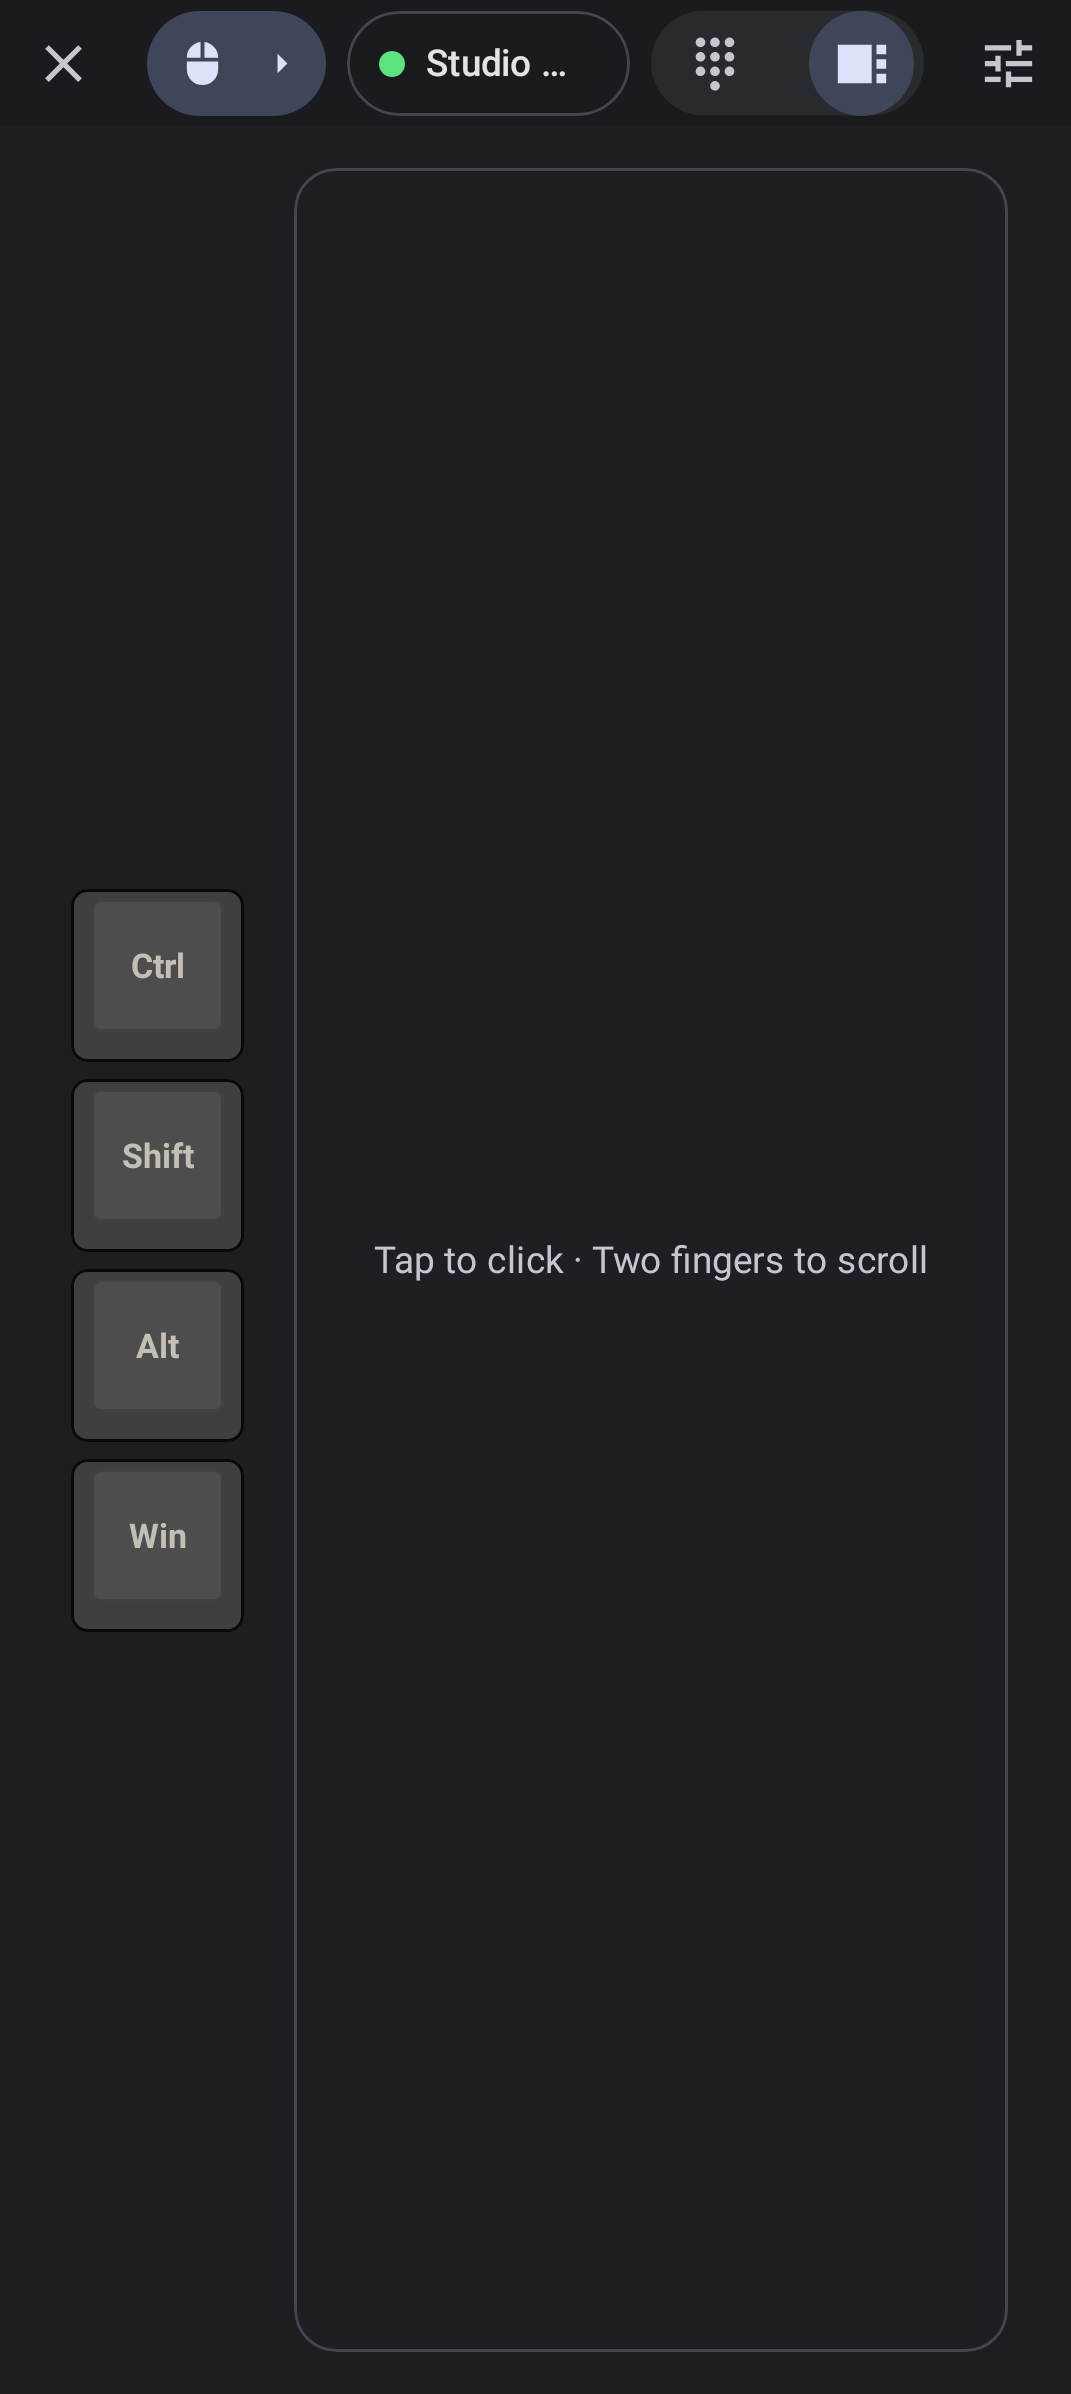 Studio ...
Ctrl
Shift
Alt
Win
Tap to click · Two fingers to scroll